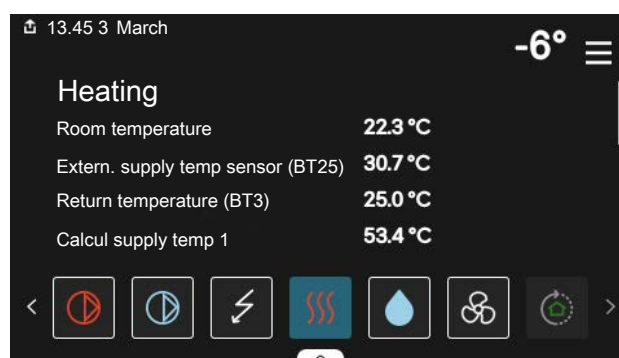 13.45 3 March
-6°
Heating
Room temperature 22.3 °C
Extern. supply temp sensor (BT25) 30.7 °C
Return temperature (BT3) 25.0 °C
Calcul supply temp 1 53.4 °C